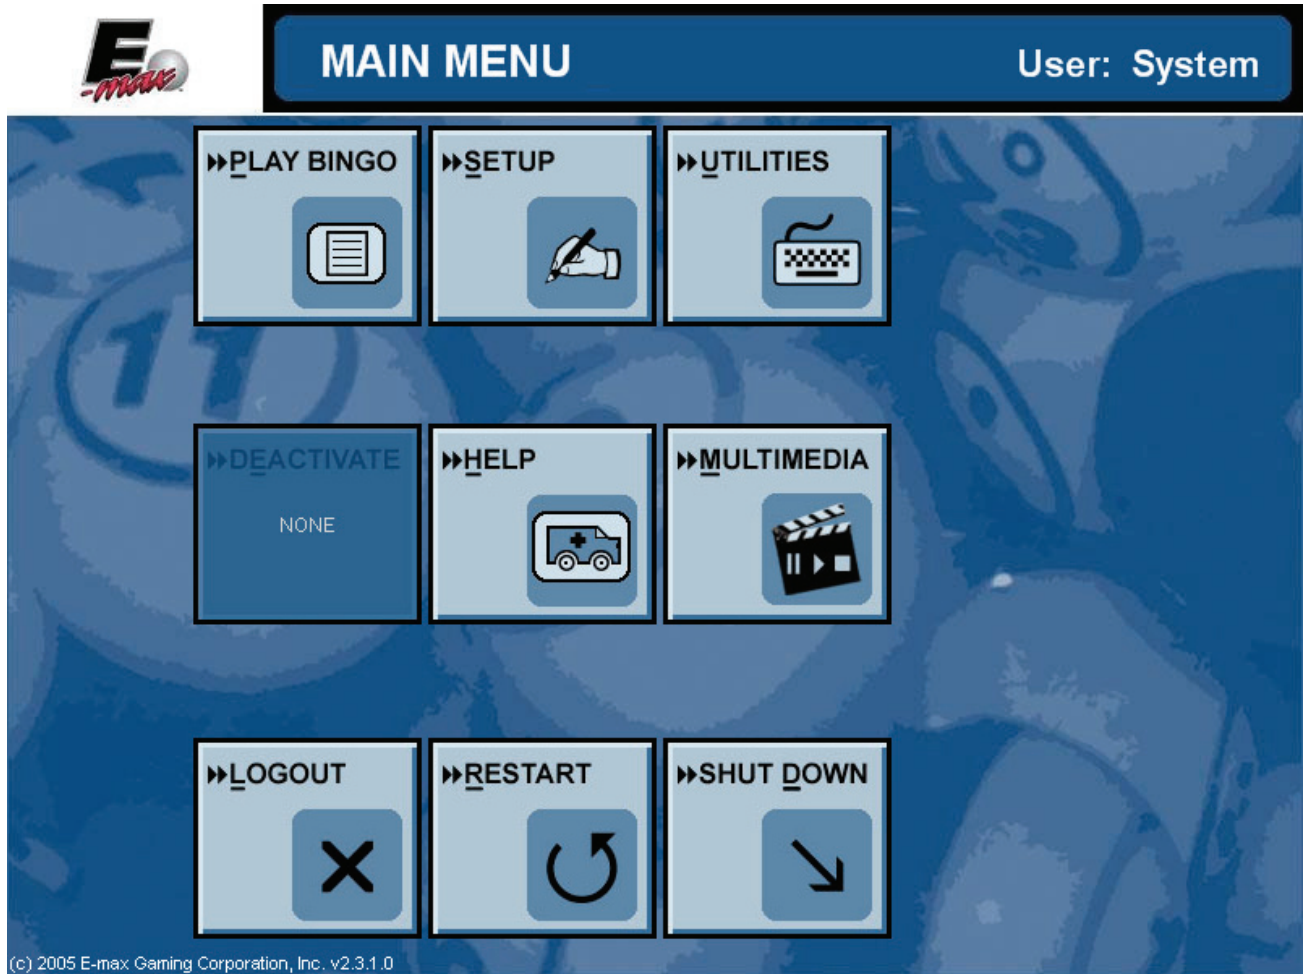 E
-max
MAIN MENU
User: System
PLAY BINGO
SETUP
UTILITIES
11
DEACTIVATE
NONE
HELP
MULTIMEDIA
LOGOUT
RESTART
SHUT DOWN
(c) 2005 E-max Gaming Corporation, Inc. v2.3.1.0